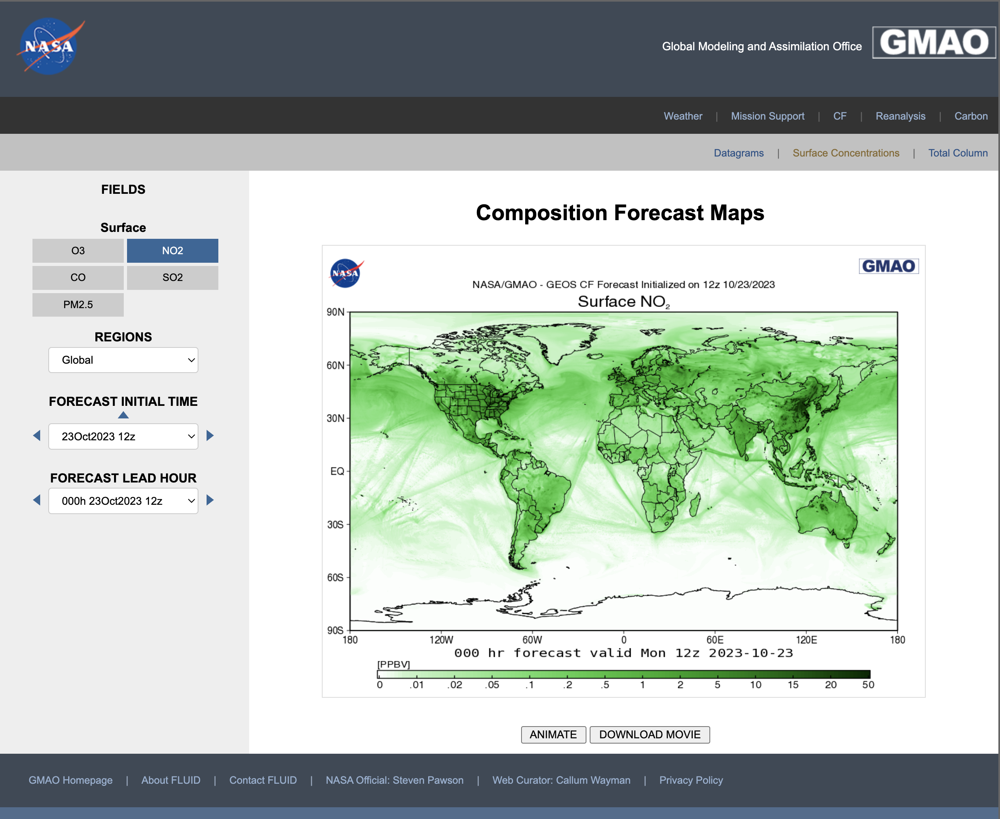 NASA
Global Modeling and Assimilation Office
GMAO
Weather | Mission Support | CF | Reanalysis | Carbon
Datagrams | Surface Concentrations | Total Column
FIELDS
Surface
O3 NO2
CO SO2
PM2.5
REGIONS
Global
FORECAST INITIAL TIME
23Oct2023 12z
FORECAST LEAD HOUR
000h 23Oct2023 12z
Composition Forecast Maps
NASA
GMAO
NASA/GMAO - GEOS CF Forecast Initialized on 12z 10/23/2023
Surface NO₂
90N
60N
30N
EQ
30S
60S
90S
180 120W 60W 0 60E 120E 180
000 hr forecast valid Mon 12z 2023-10-23
[PPBV]
0 .01 .02 .05 .1 .2 .5 1 2 5 10 15 20 50
ANIMATE DOWNLOAD MOVIE
GMAO Homepage | About FLUID | Contact FLUID | NASA Official: Steven Pawson | Web Curator: Callum Wayman | Privacy Policy